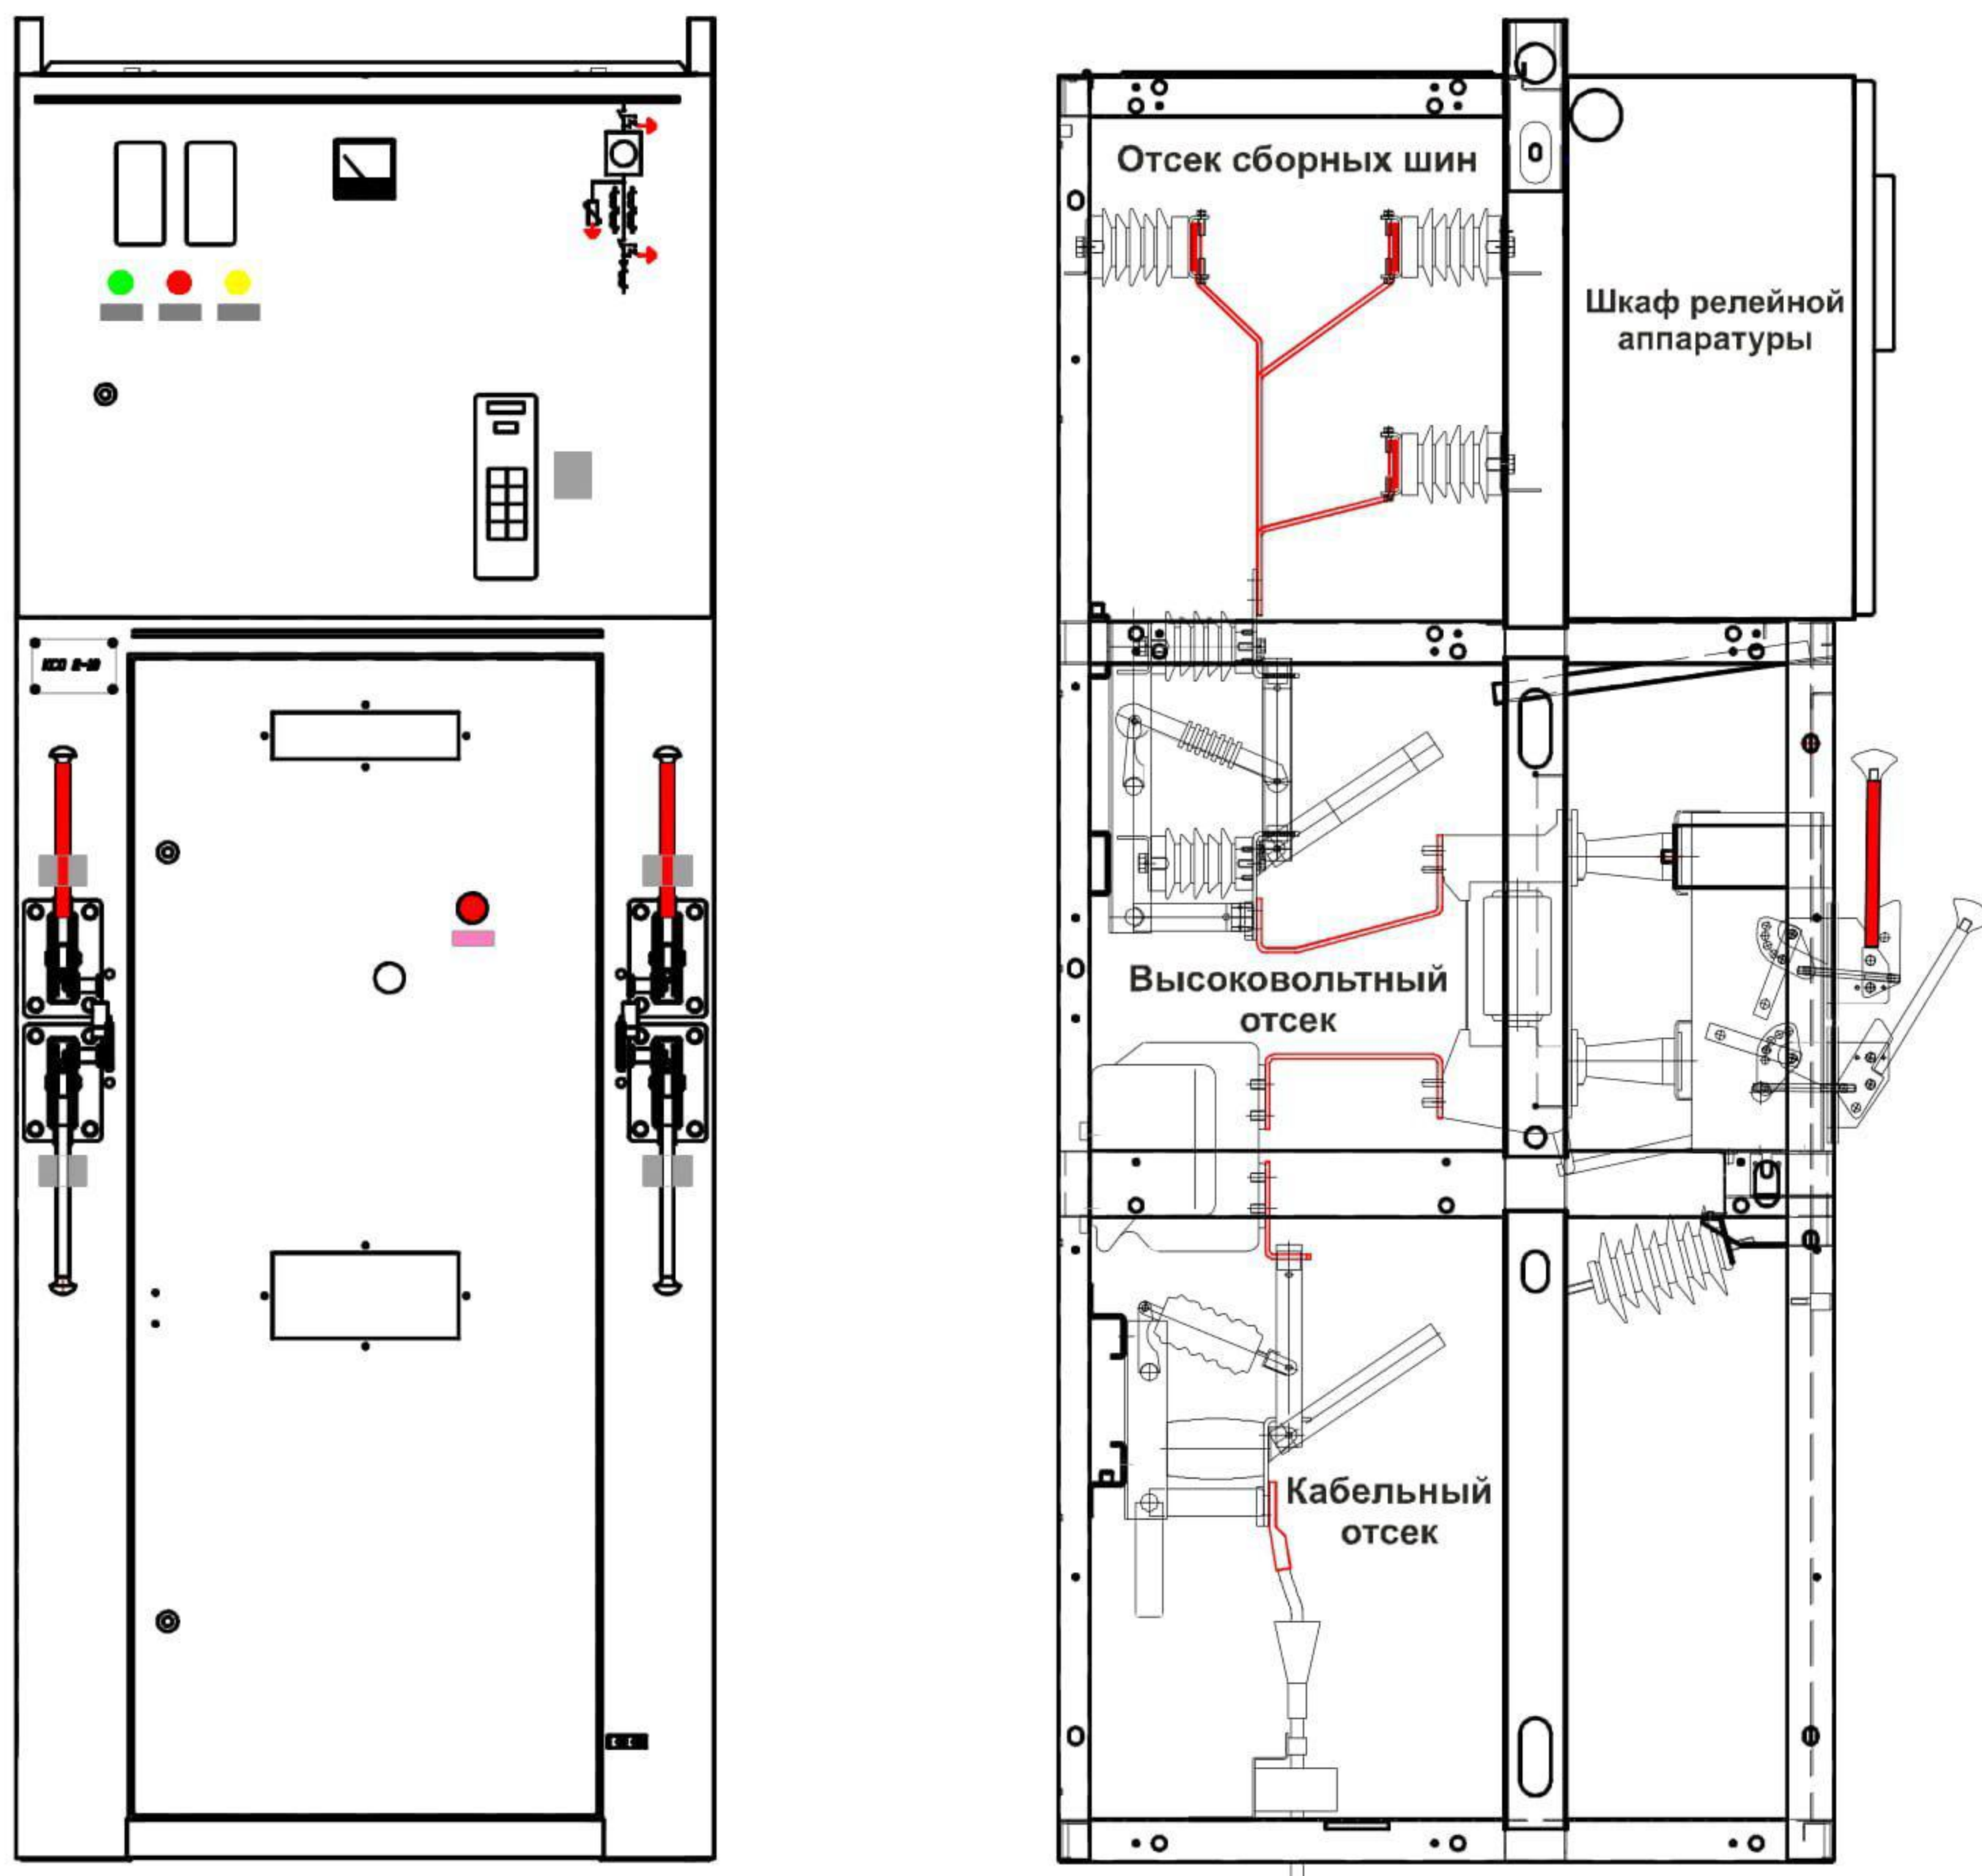 Отсек сборных шин
Шкаф релейной
аппаратуры
Высоковольтный
отсек
Кабельный
отсек